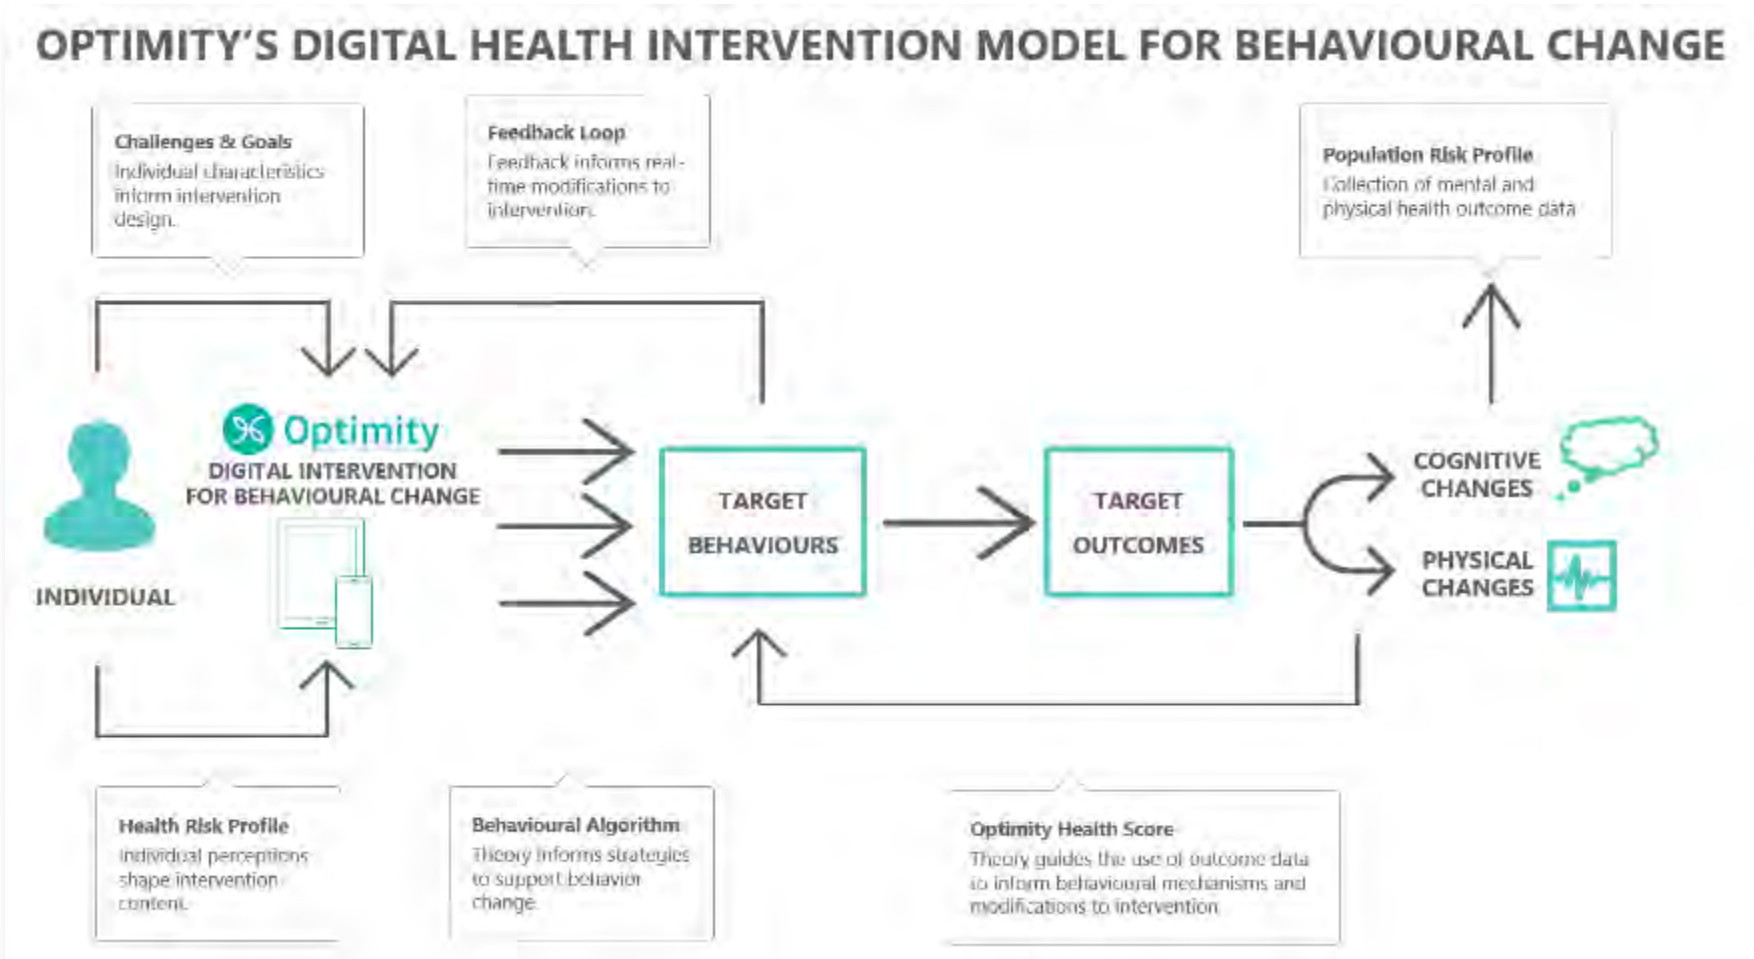 OPTIMITY'S DIGITAL HEALTH INTERVENTION MODEL FOR BEHAVIOURAL CHANGE
Challenges & Goals
Individual characteristics
inform intervention
design.
Feedback Loop
Feedback informs real-
time modifications to
intervention.
Population Risk Profile
Collection of mental and
physical health outcome data
Optimity
DIGITAL INTERVENTION
FOR BEHAVIOURAL CHANGE
INDIVIDUAL
TARGET
BEHAVIOURS
TARGET
OUTCOMES
COGNITIVE
CHANGES
PHYSICAL
CHANGES
Health Risk Profile
Individual perceptions
shape intervention
content.
Behavioural Algorithm
Theory informs strategies
to support behavior
change.
Optimity Health Score
Theory guides the use of outcome data
to inform behavioural mechanisms and
modifications to intervention